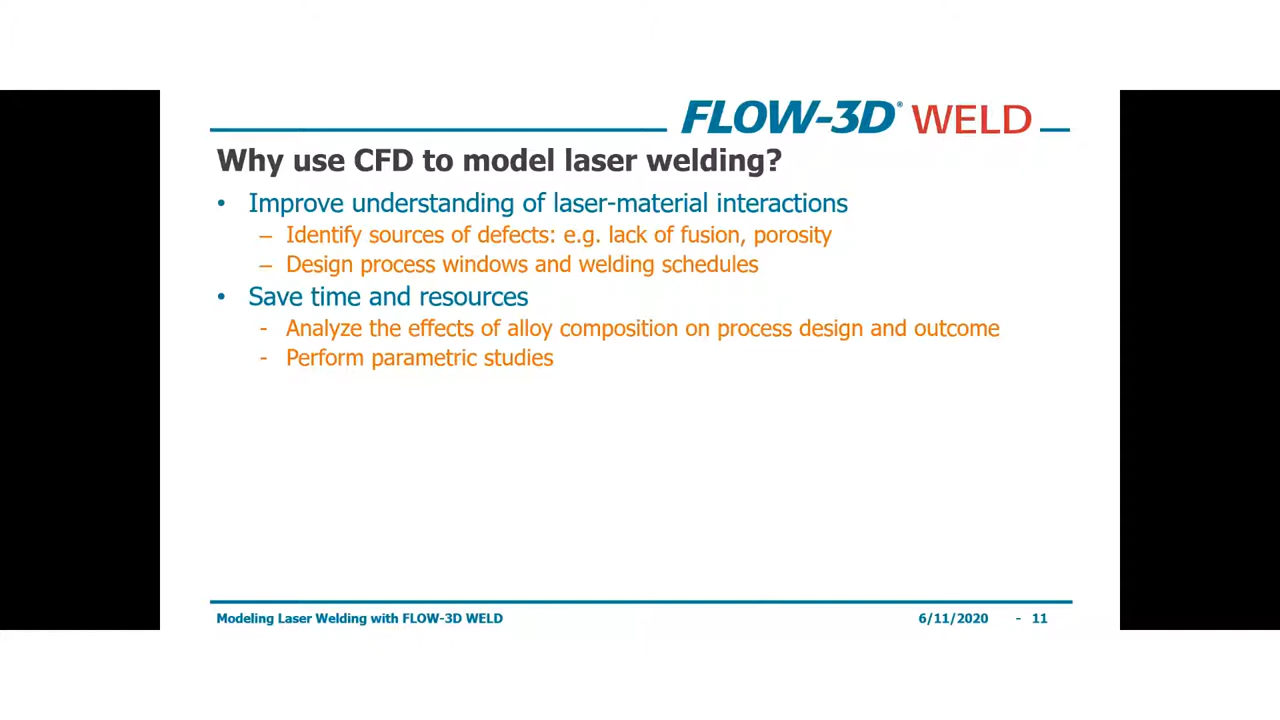 FLOW-3D® WELD
Why use CFD to model laser welding?
• Improve understanding of laser-material interactions
– Identify sources of defects: e.g. lack of fusion, porosity
– Design process windows and welding schedules
• Save time and resources
- Analyze the effects of alloy composition on process design and outcome
- Perform parametric studies
Modeling Laser Welding with FLOW-3D WELD 6/11/2020 - 11